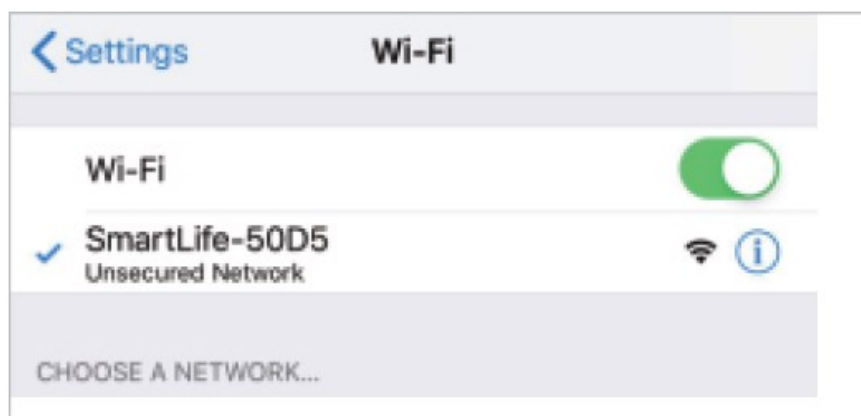 Settings
Wi-Fi
Wi-Fi
SmartLife-50D5
Unsecured Network
CHOOSE A NETWORK...